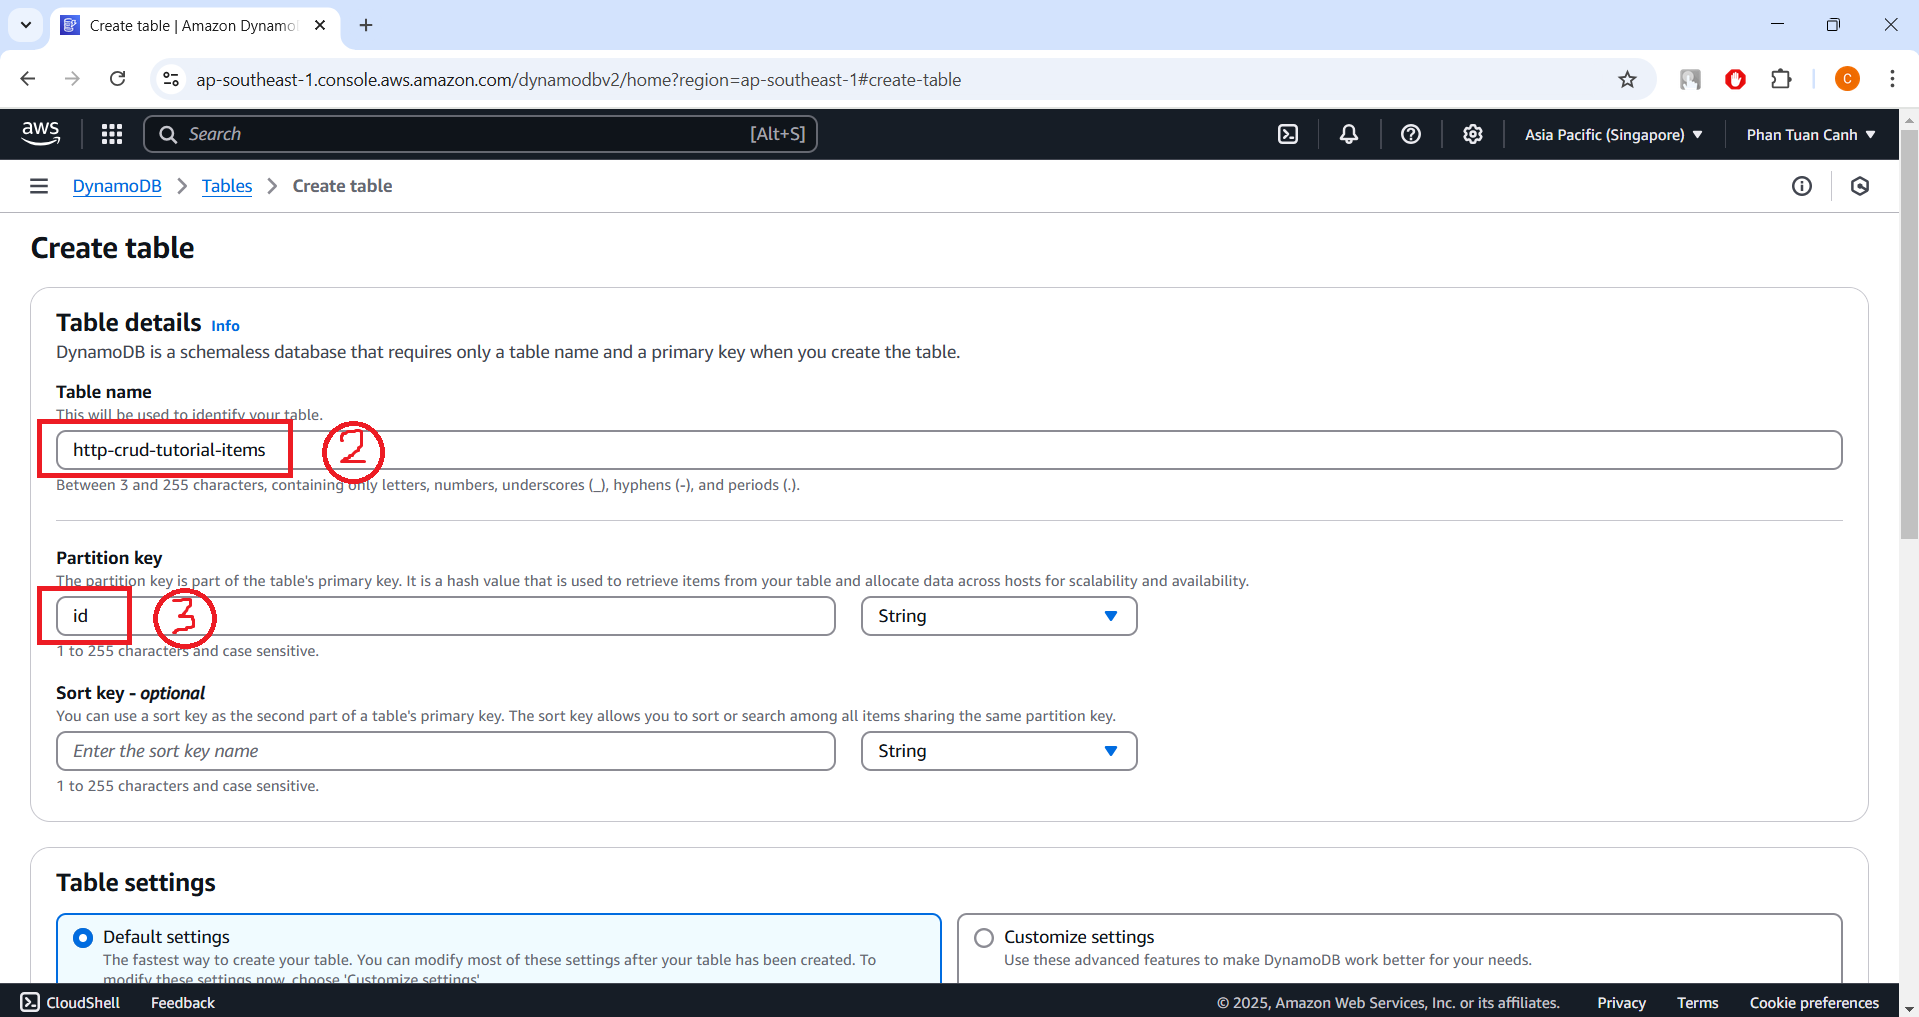 Create table | Amazon Dynamo
ap-southeast-1.console.aws.amazon.com/dynamodbv2/home?region=ap-southeast-1#create-table
C
aws
Search
[Alt+S]
Asia Pacific (Singapore)
Phan Tuan Canh
DynamoDB
Tables
Create table
Create table
Table details Info
DynamoDB is a schemaless database that requires only a table name and a primary key when you create the table.
Table name
This will be used to identify your table.
http-crud-tutorial-items
2
Between 3 and 255 characters, containing only letters, numbers, underscores (_), hyphens (-), and periods (.).
Partition key
The partition key is part of the table's primary key. It is a hash value that is used to retrieve items from your table and allocate data across hosts for scalability and availability.
id
3
String
1 to 255 characters and case sensitive.
Sort key - optional
You can use a sort key as the second part of a table's primary key. The sort key allows you to sort or search among all items sharing the same partition key.
Enter the sort key name
String
1 to 255 characters and case sensitive.
Table settings
Default settings
The fastest way to create your table. You can modify most of these settings after your table has been created. To
modify these settings now, choose 'Customize settings'.
Customize settings
Use these advanced features to make DynamoDB work better for your needs.
CloudShell
Feedback
© 2025, Amazon Web Services, Inc. or its affiliates.
Privacy
Terms
Cookie preferences